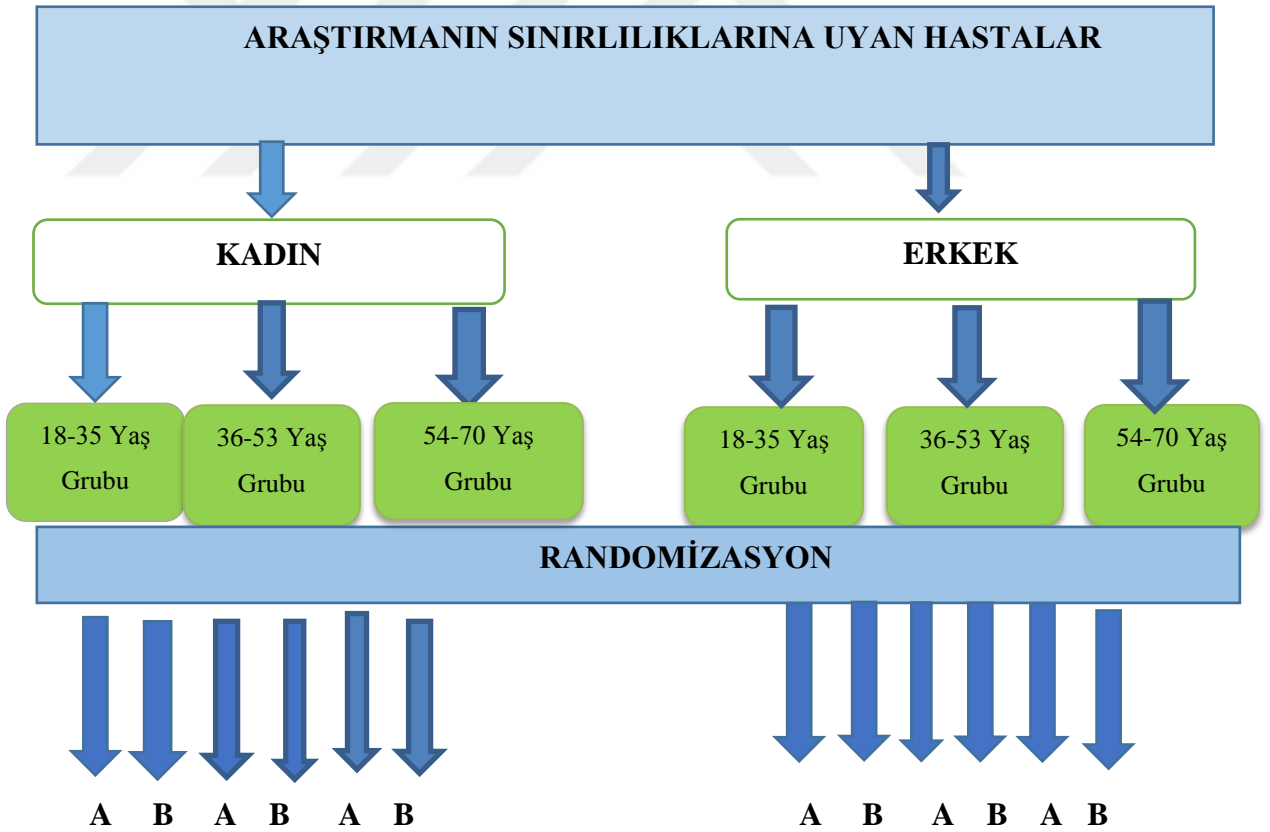 ARAŞTIRMANIN SINIRLILIKLARINA UYAN HASTALAR
KADIN
ERKEK
18-35 Yaş
Grubu
36-53 Yaş
Grubu
54-70 Yaş
Grubu
18-35 Yaş
Grubu
36-53 Yaş
Grubu
54-70 Yaş
Grubu
RANDOMİZASYON
A B A B A B
A B A B A B